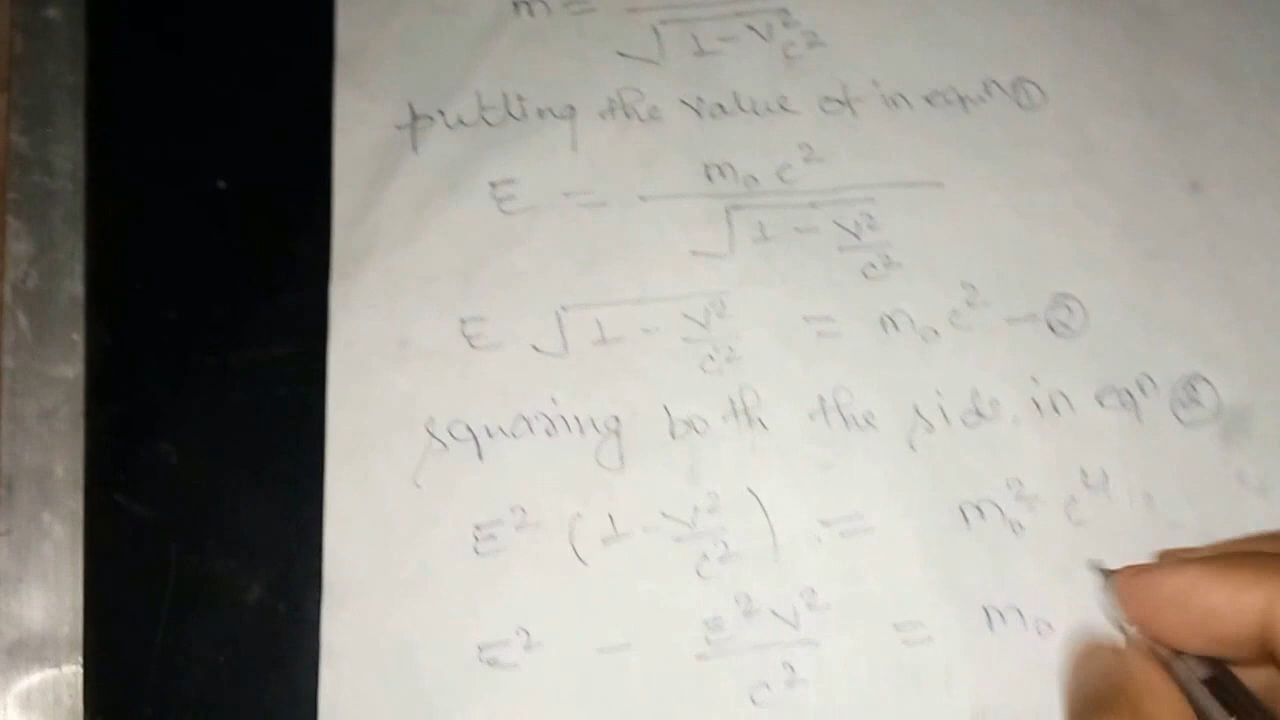 m = / √(1 - v²/c²)
putting the value of in equⁿ ①
E = m₀c² / √(1 - v²/c²)
E √(1 - v²/c²) = m₀c² - ②
squaring both the side in eqⁿ ②
E² (1 - v²/c²) = m₀² c⁴
E² - E²v²/c² = m₀